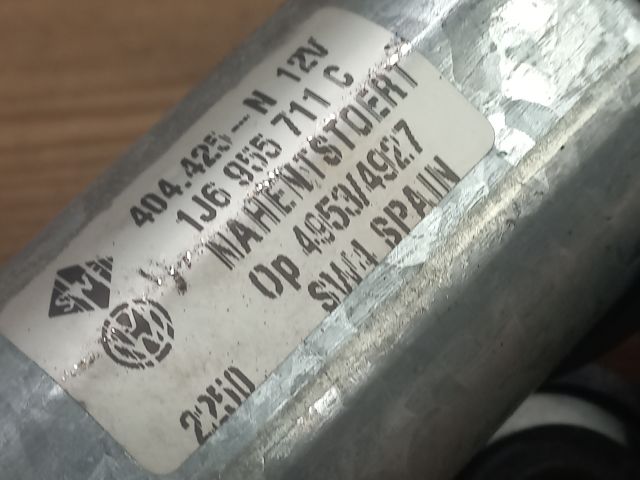 404.425-N 12V
1J6 955 711 C
NAHENTSTOERT
Op 4953/4927
SWF SPAIN
2250